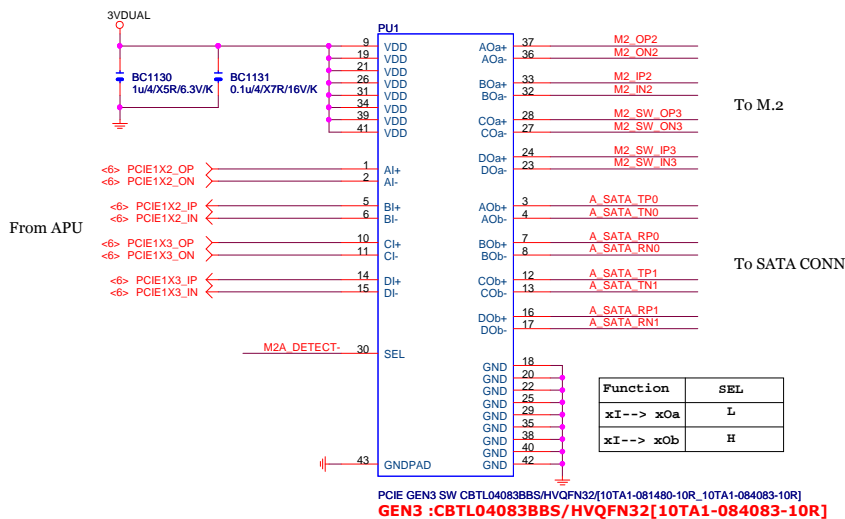 3VDUAL
PU1
BC1130
1u/4/X5R/6.3V/K
BC1131
0.1u/4/X7R/16V/K
9 VDD
19 VDD
21 VDD
26 VDD
31 VDD
34 VDD
39 VDD
41 VDD
From APU
<6> PCIE1X2_OP 1 AI+
<6> PCIE1X2_ON 2 AI-
<6> PCIE1X2_IP 5 BI+
<6> PCIE1X2_IN 6 BI-
<6> PCIE1X3_OP 10 CI+
<6> PCIE1X3_ON 11 CI-
<6> PCIE1X3_IP 14 DI+
<6> PCIE1X3_IN 15 DI-
M2A_DETECT- 30 SEL
43 GNDPAD
AOa+ 37 M2_OP2
AOa- 36 M2_ON2
BOa+ 33 M2_IP2
BOa- 32 M2_IN2
COa+ 28 M2_SW_OP3
COa- 27 M2_SW_ON3
DOa+ 24 M2_SW_IP3
DOa- 23 M2_SW_IN3
To M.2
AOb+ 3 A_SATA_TP0
AOb- 4 A_SATA_TN0
BOb+ 7 A_SATA_RP0
BOb- 8 A_SATA_RN0
COb+ 12 A_SATA_TP1
COb- 13 A_SATA_TN1
DOb+ 16 A_SATA_RP1
DOb- 17 A_SATA_RN1
To SATA CONN
GND 18
GND 20
GND 22
GND 25
GND 29
GND 35
GND 38
GND 40
GND 42
Function SEL
xI--> xOa L
xI--> xOb H
PCIE GEN3 SW CBTL04083BBS/HVQFN32/[10TA1-081480-10R_10TA1-084083-10R]
GEN3 :CBTL04083BBS/HVQFN32[10TA1-084083-10R]